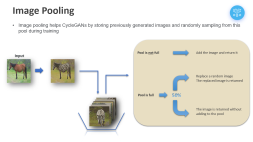 Image Pooling
• Image pooling helps CycleGANs by storing previously generated images and randomly sampling from this
pool during training
Input
Pool is not full
Add the image and return it
Replace a random image.
The replaced image is returned
Pool is full
50%
The image is returned without
adding to the pool